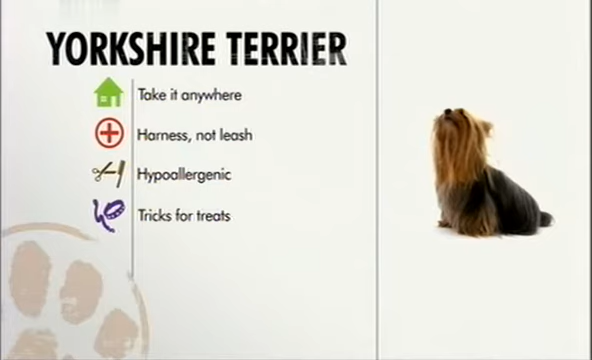 YORKSHIRE TERRIER
Take it anywhere
Harness, not leash
Hypoallergenic
Tricks for treats